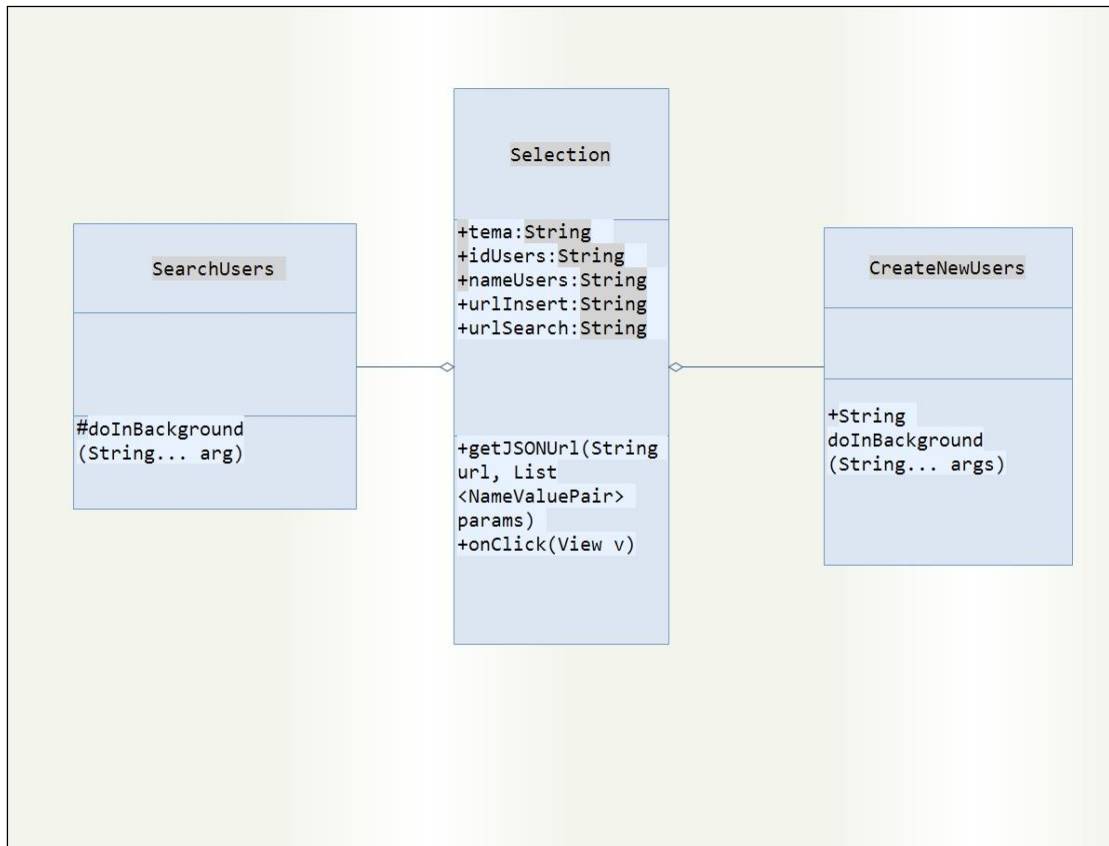 SearchUsers
#doInBackground
(String... arg)
Selection
+tema:String
+idUsers:String
+nameUsers:String
+urlInsert:String
+urlSearch:String
+getJSONUrl(String
url, List
<NameValuePair>
params)
+onClick(View v)
CreateNewUsers
+String
doInBackground
(String... args)